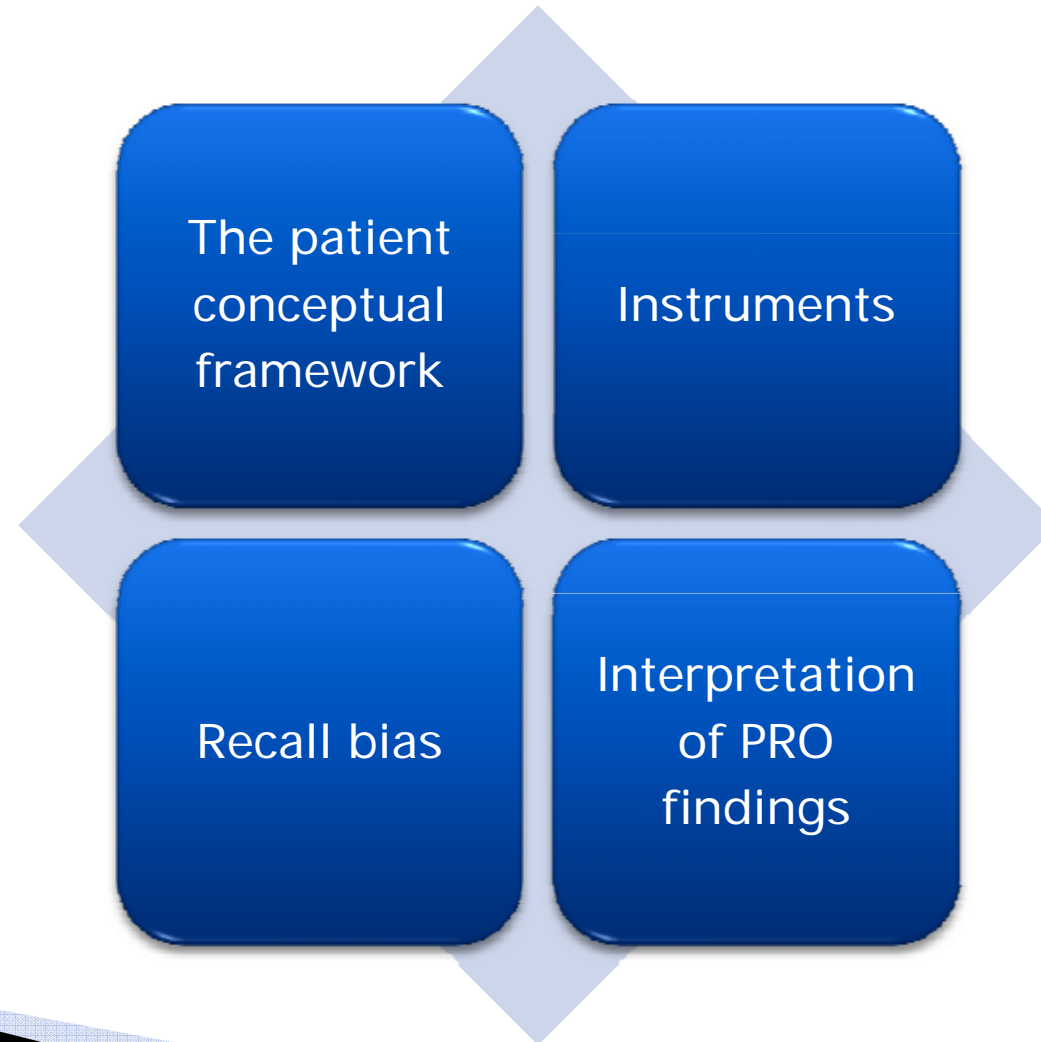 The patient
conceptual
framework
Instruments
Recall bias
Interpretation
of PRO
findings